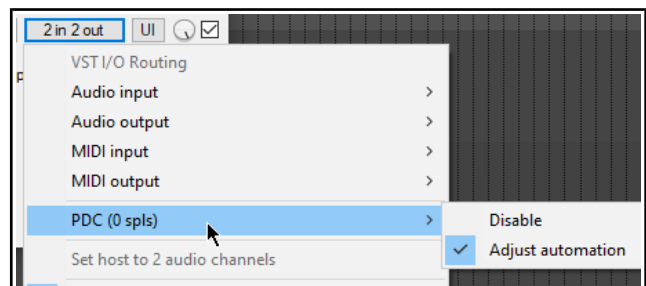 2 in 2 out UI
VST I/O Routing
Audio input
Audio output
MIDI input
MIDI output
PDC (0 spls)
Disable
Adjust automation
Set host to 2 audio channels